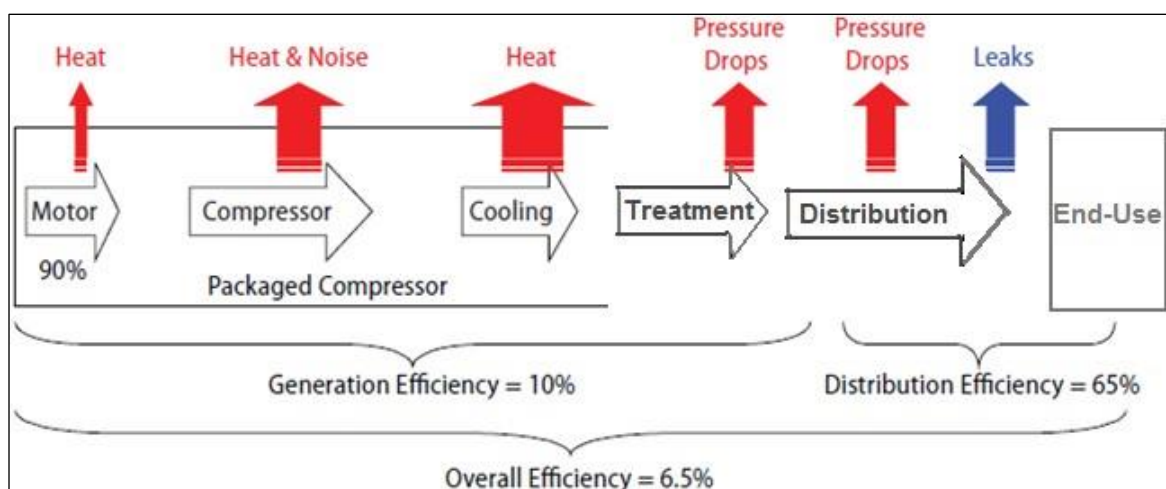 Heat
Heat & Noise
Heat
Pressure
Drops
Pressure
Drops
Leaks
Motor
Compressor
Cooling
Treatment
Distribution
End-Use
90%
Packaged Compressor
Generation Efficiency = 10%
Distribution Efficiency = 65%
Overall Efficiency = 6.5%